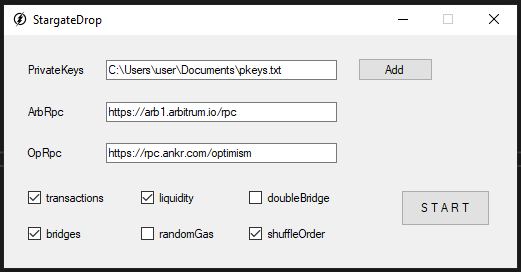 StargateDrop
PrivateKeys C:\Users\user\Documents\pkeys.txt Add
ArbRpc https://arb1.arbitrum.io/rpc
OpRpc https://rpc.ankr.com/optimism
transactions liquidity doubleBridge
START
bridges randomGas shuffleOrder